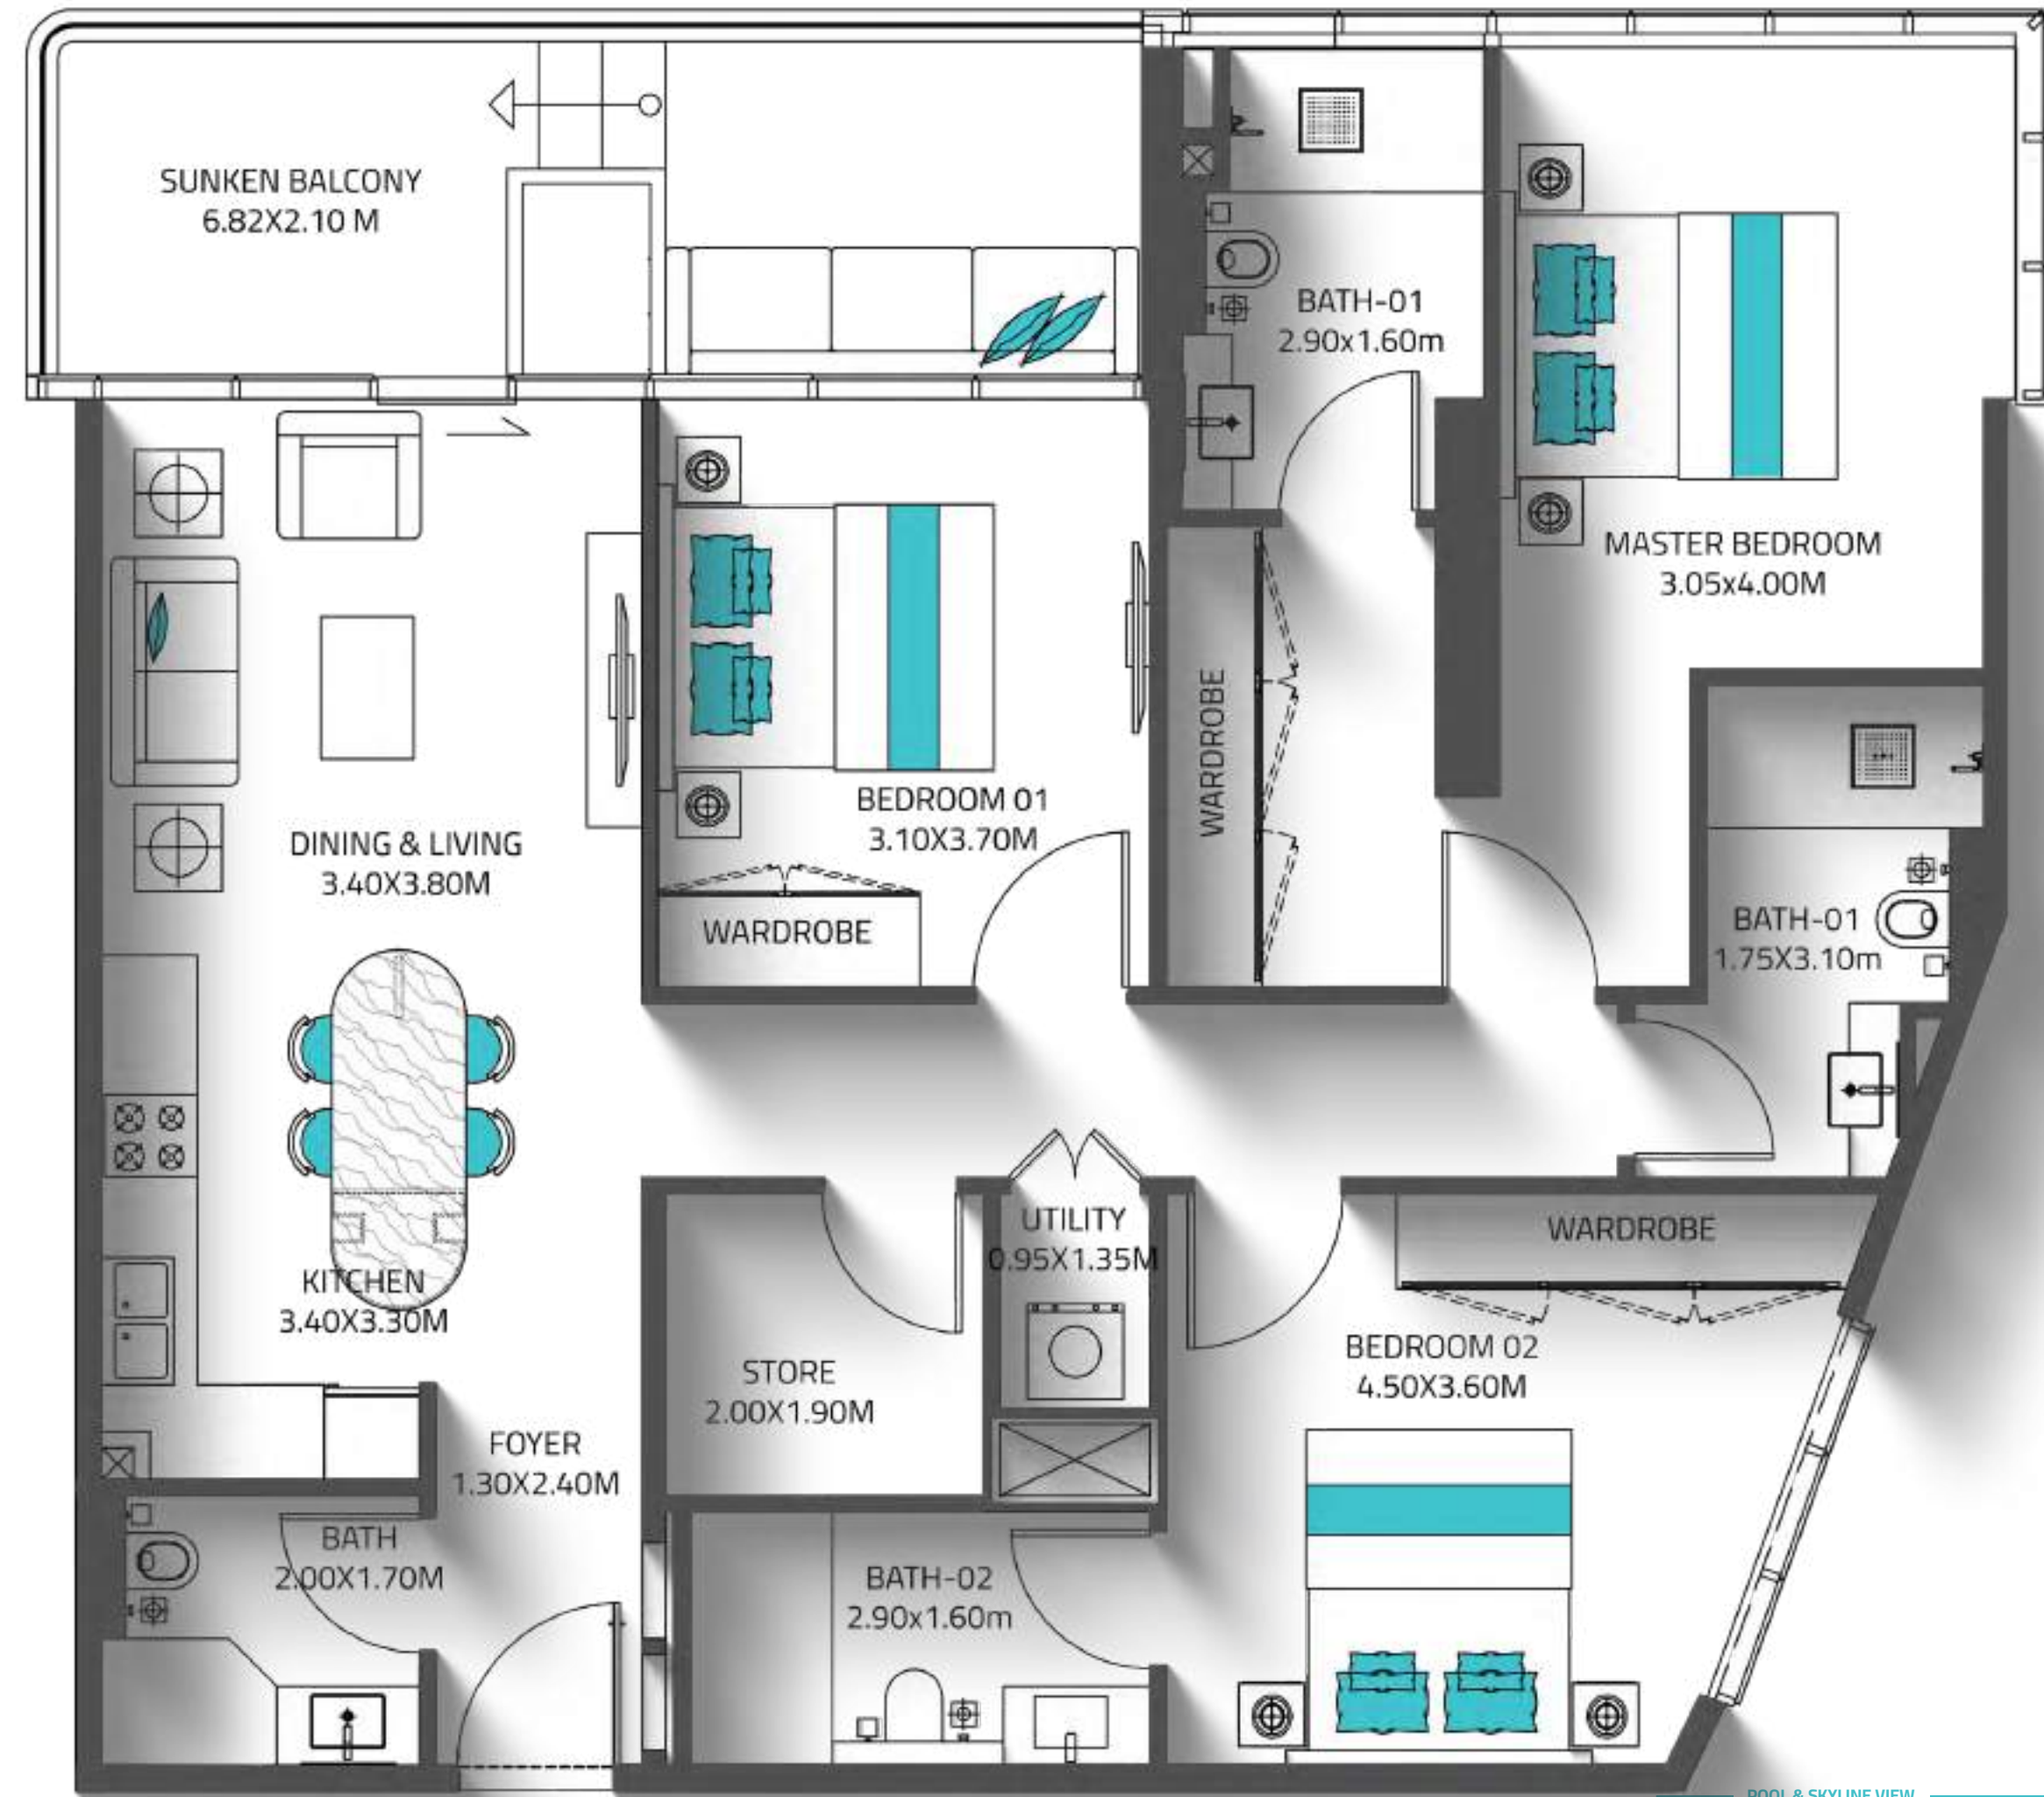 SUNKEN BALCONY
6.82X2.10 M
BATH-01
2.90x1.60m
MASTER BEDROOM
3.05x4.00M
WARDROBE
BEDROOM 01
3.10X3.70M
DINING & LIVING
3.40X3.80M
WARDROBE
BATH-01
1.75X3.10m
UTILITY
0.95X1.35M
WARDROBE
KITCHEN
3.40X3.30M
STORE
2.00X1.90M
BEDROOM 02
4.50X3.60M
FOYER
1.30X2.40M
BATH
2.00X1.70M
BATH-02
2.90x1.60m
POOL & SKYLINE VIEW